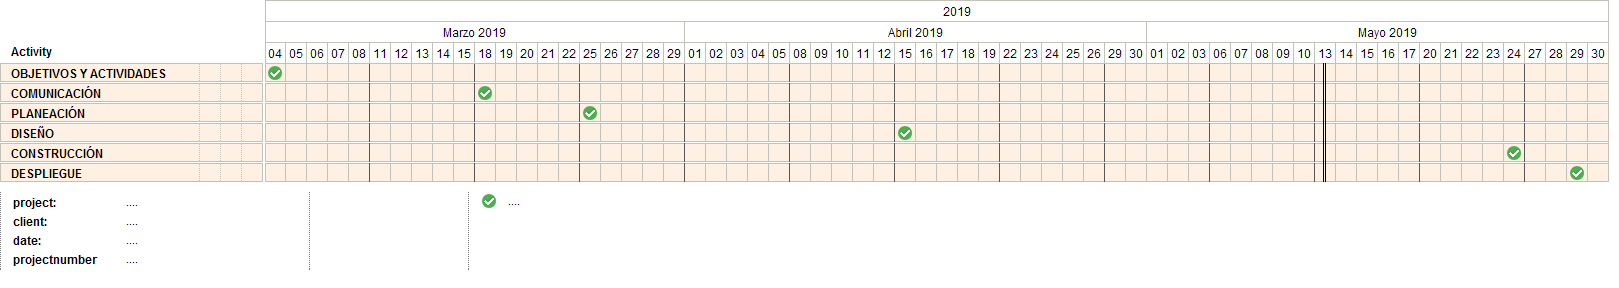 2019
Marzo 2019 Abril 2019 Mayo 2019
Activity 04 05 06 07 08 11 12 13 14 15 18 19 20 21 22 25 26 27 28 29 01 02 03 04 05 08 09 10 11 12 15 16 17 18 19 22 23 24 25 26 29 30 01 02 03 06 07 08 09 10 13 14 15 16 17 20 21 22 23 24 27 28 29 30
OBJETIVOS Y ACTIVIDADES
COMUNICACIÓN
PLANEACIÓN
DISEÑO
CONSTRUCCIÓN
DESPLIEGUE
project: .... ....
client: ....
date: ....
projectnumber ....